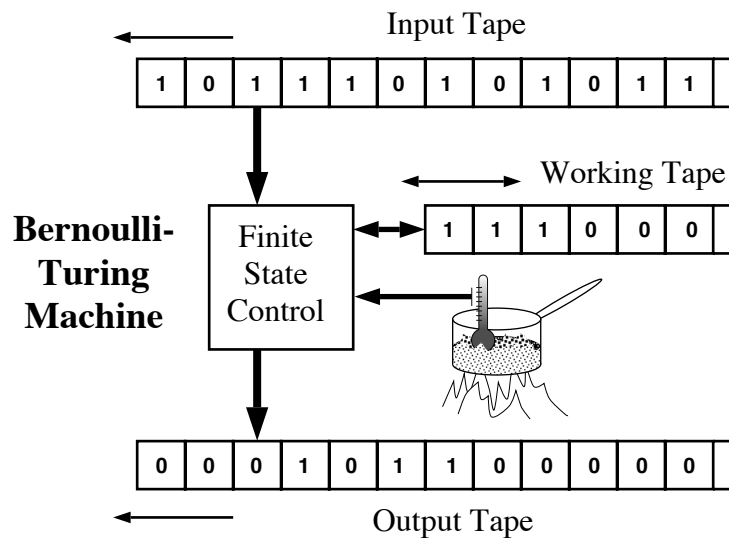 Input Tape
1 0 1 1 1 0 1 0 1 0 1 1
Working Tape
1 1 1 0 0 0
Bernoulli-
Turing
Machine
Finite
State
Control
0 0 0 1 0 1 1 0 0 0 0 0
Output Tape